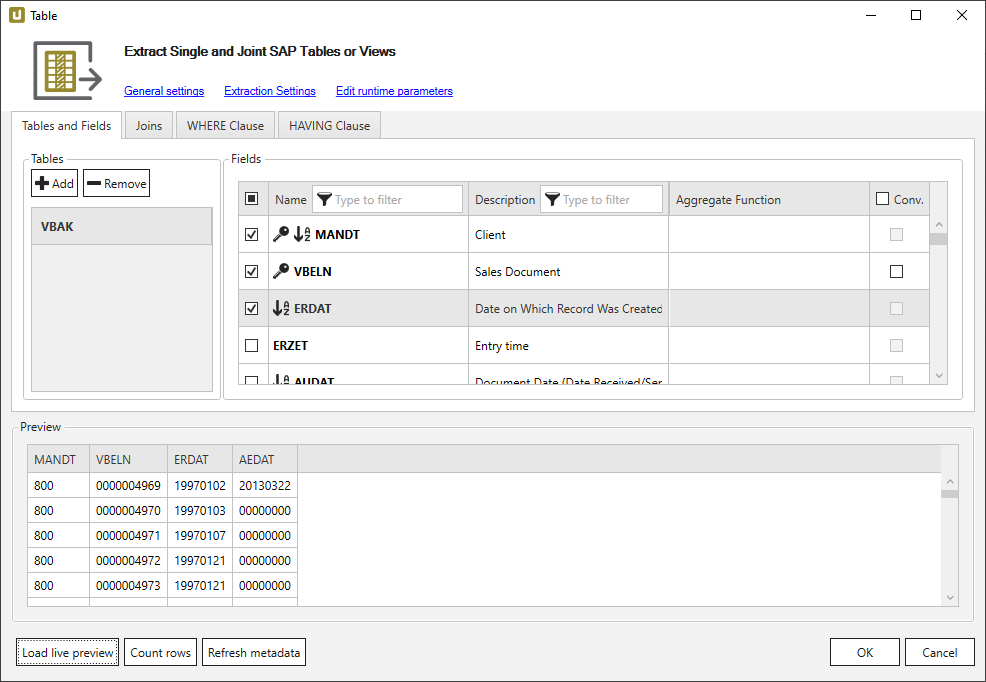 Table
Extract Single and Joint SAP Tables or Views
General settings Extraction Settings Edit runtime parameters
Tables and Fields Joins WHERE Clause HAVING Clause
Tables Fields
Add Remove
Name Type to filter Description Type to filter Aggregate Function Conv.
VBAK
MANDT Client
VBELN Sales Document
ERDAT Date on Which Record Was Created
ERZET Entry time
AUDAT Document Date (Date Received/Ser
Preview
MANDT VBELN ERDAT AEDAT
800 0000004969 19970102 20130322
800 0000004970 19970103 00000000
800 0000004971 19970107 00000000
800 0000004972 19970121 00000000
800 0000004973 19970121 00000000
Load live preview Count rows Refresh metadata OK Cancel